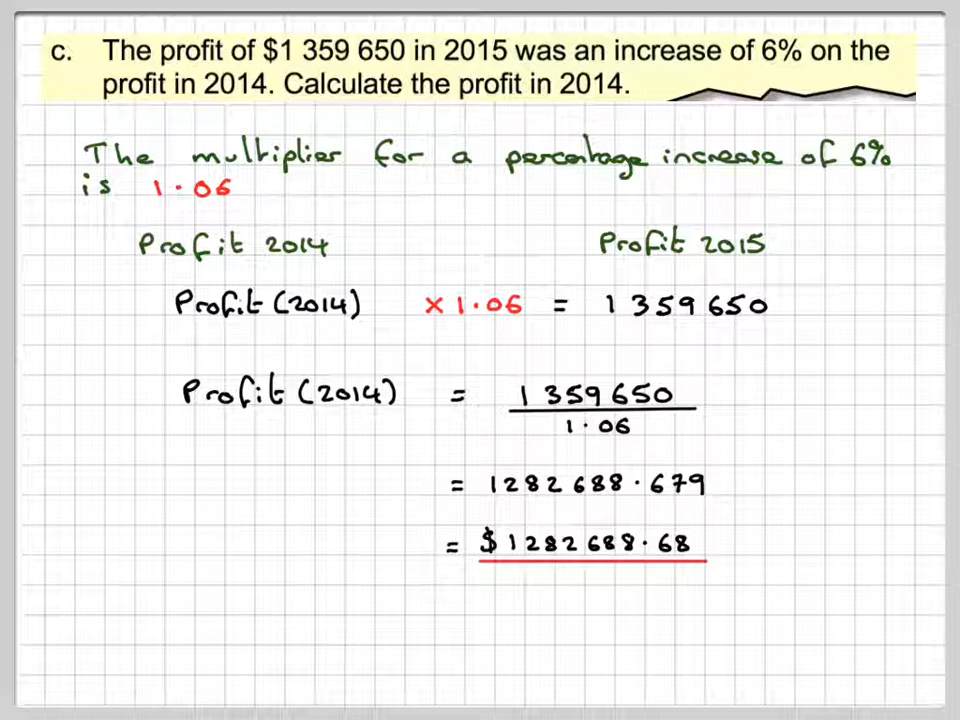 c. The profit of $1 359 650 in 2015 was an increase of 6% on the
profit in 2014. Calculate the profit in 2014.
The multiplier for a percentage increase of 6%
is 1.06
Profit 2014 Profit 2015
Profit (2014) × 1.06 = 1 359 650
Profit (2014) = 1 359 650
1.06
= 1282 688.679
= $1282 688.68